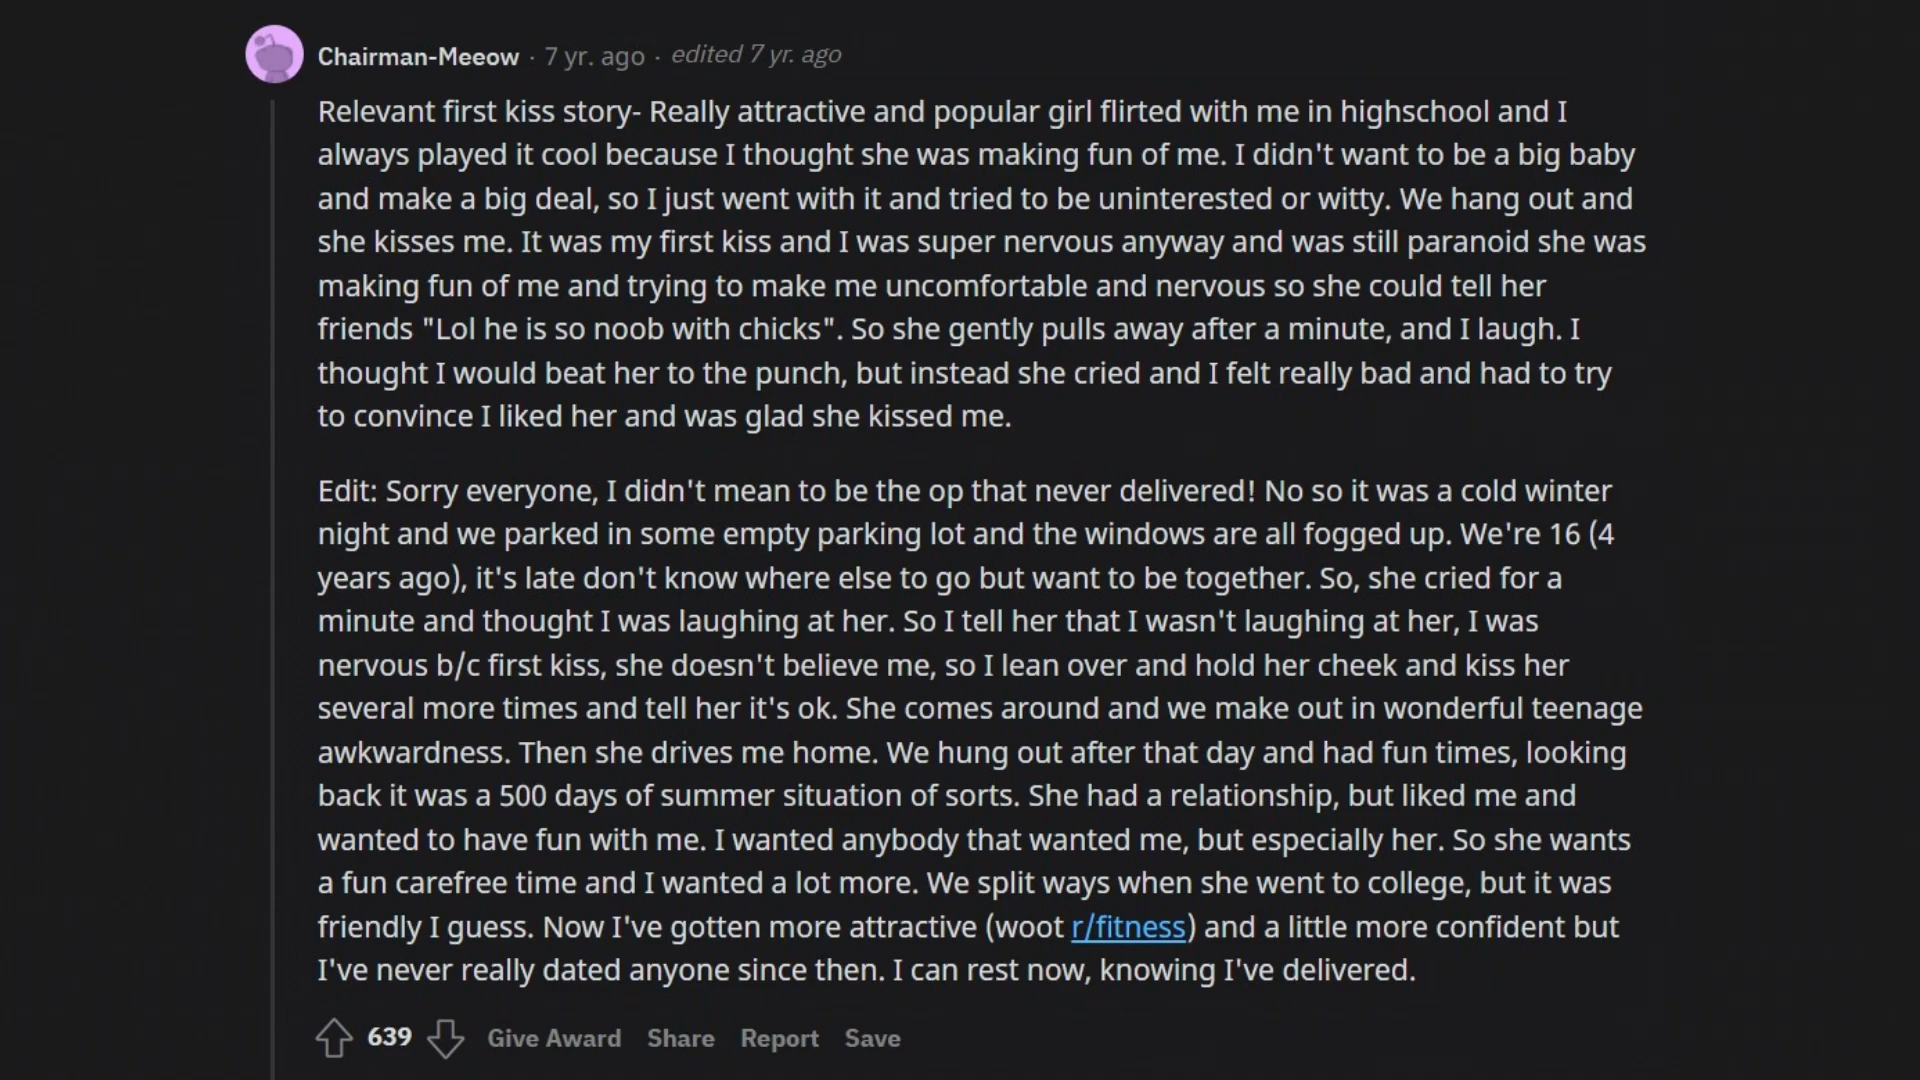 Chairman-Meeow · 7 yr. ago · edited 7 yr. ago
Relevant first kiss story- Really attractive and popular girl flirted with me in highschool and I
always played it cool because I thought she was making fun of me. I didn't want to be a big baby
and make a big deal, so I just went with it and tried to be uninterested or witty. We hang out and
she kisses me. It was my first kiss and I was super nervous anyway and was still paranoid she was
making fun of me and trying to make me uncomfortable and nervous so she could tell her
friends "Lol he is so noob with chicks". So she gently pulls away after a minute, and I laugh. I
thought I would beat her to the punch, but instead she cried and I felt really bad and had to try
to convince I liked her and was glad she kissed me.
Edit: Sorry everyone, I didn't mean to be the op that never delivered! No so it was a cold winter
night and we parked in some empty parking lot and the windows are all fogged up. We're 16 (4
years ago), it's late don't know where else to go but want to be together. So, she cried for a
minute and thought I was laughing at her. So I tell her that I wasn't laughing at her, I was
nervous b/c first kiss, she doesn't believe me, so I lean over and hold her cheek and kiss her
several more times and tell her it's ok. She comes around and we make out in wonderful teenage
awkwardness. Then she drives me home. We hung out after that day and had fun times, looking
back it was a 500 days of summer situation of sorts. She had a relationship, but liked me and
wanted to have fun with me. I wanted anybody that wanted me, but especially her. So she wants
a fun carefree time and I wanted a lot more. We split ways when she went to college, but it was
friendly I guess. Now I've gotten more attractive (woot r/fitness) and a little more confident but
I've never really dated anyone since then. I can rest now, knowing I've delivered.
639 Give Award Share Report Save